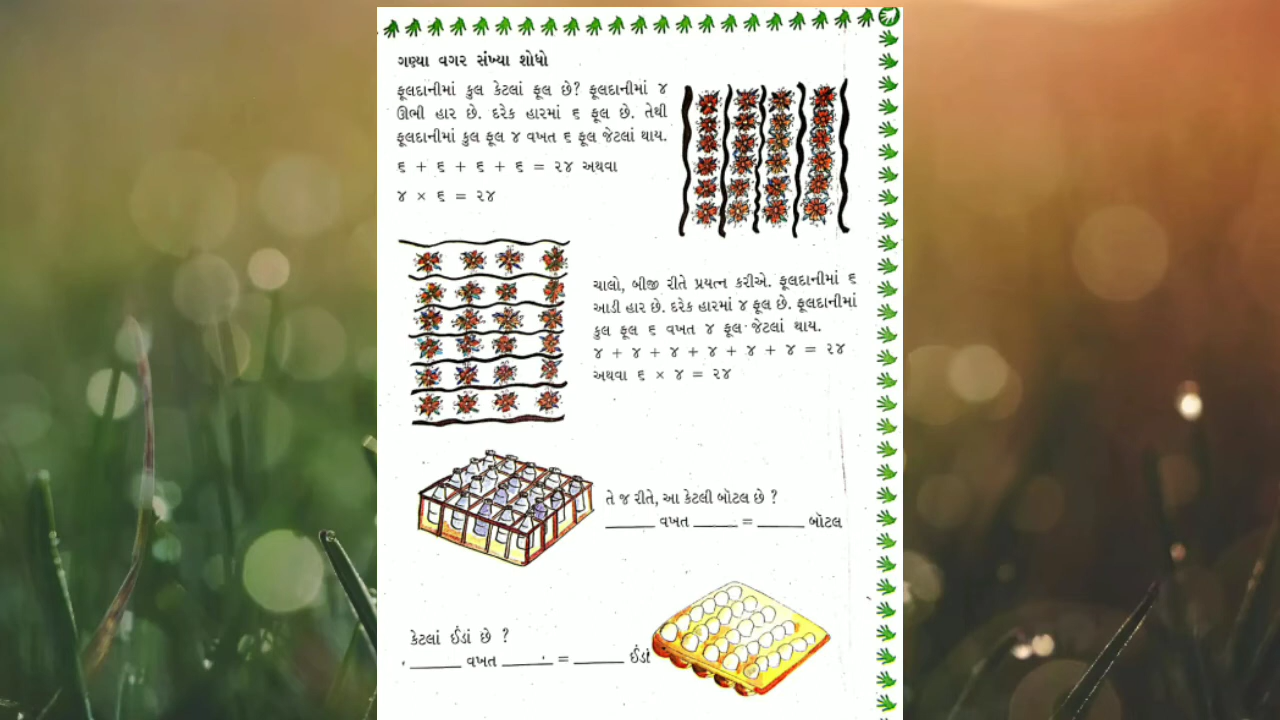 ગણ્યા વગર સંખ્યા શોધો
ફૂલદાનીમાં કુલ કેટલાં ફૂલ છે? ફૂલદાનીમાં ૪
ઊભી હાર છે. દરેક હારમાં ૬ ફૂલ છે. તેથી
ફૂલદાનીમાં કુલ ફૂલ ૪ વખત ૬ ફૂલ જેટલાં થાય.
૬ + ૬ + ૬ + ૬ = ૨૪ અથવા
૪ × ૬ = ૨૪
ચાલો, બીજી રીતે પ્રયત્ન કરીએ. ફૂલદાનીમાં ૬
આડી હાર છે. દરેક હારમાં ૪ ફૂલ છે. ફૂલદાનીમાં
કુલ ફૂલ ૬ વખત ૪ ફૂલ જેટલાં થાય.
૪ + ૪ + ૪ + ૪ + ૪ + ૪ = ૨૪
અથવા ૬ × ૪ = ૨૪
તે જ રીતે, આ કેટલી બૉટલ છે ?
______ વખત ______ = ______ બૉટલ
કેટલાં ઈંડાં છે ?
______ વખત ______ = ______ ઈંડાં